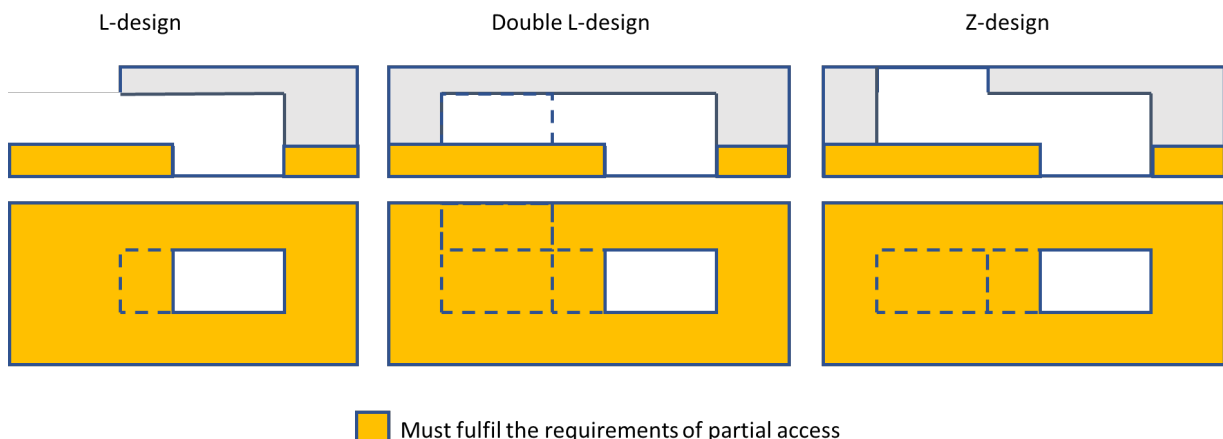 L-design
Double L-design
Z-design
Must fulfil the requirements of partial access